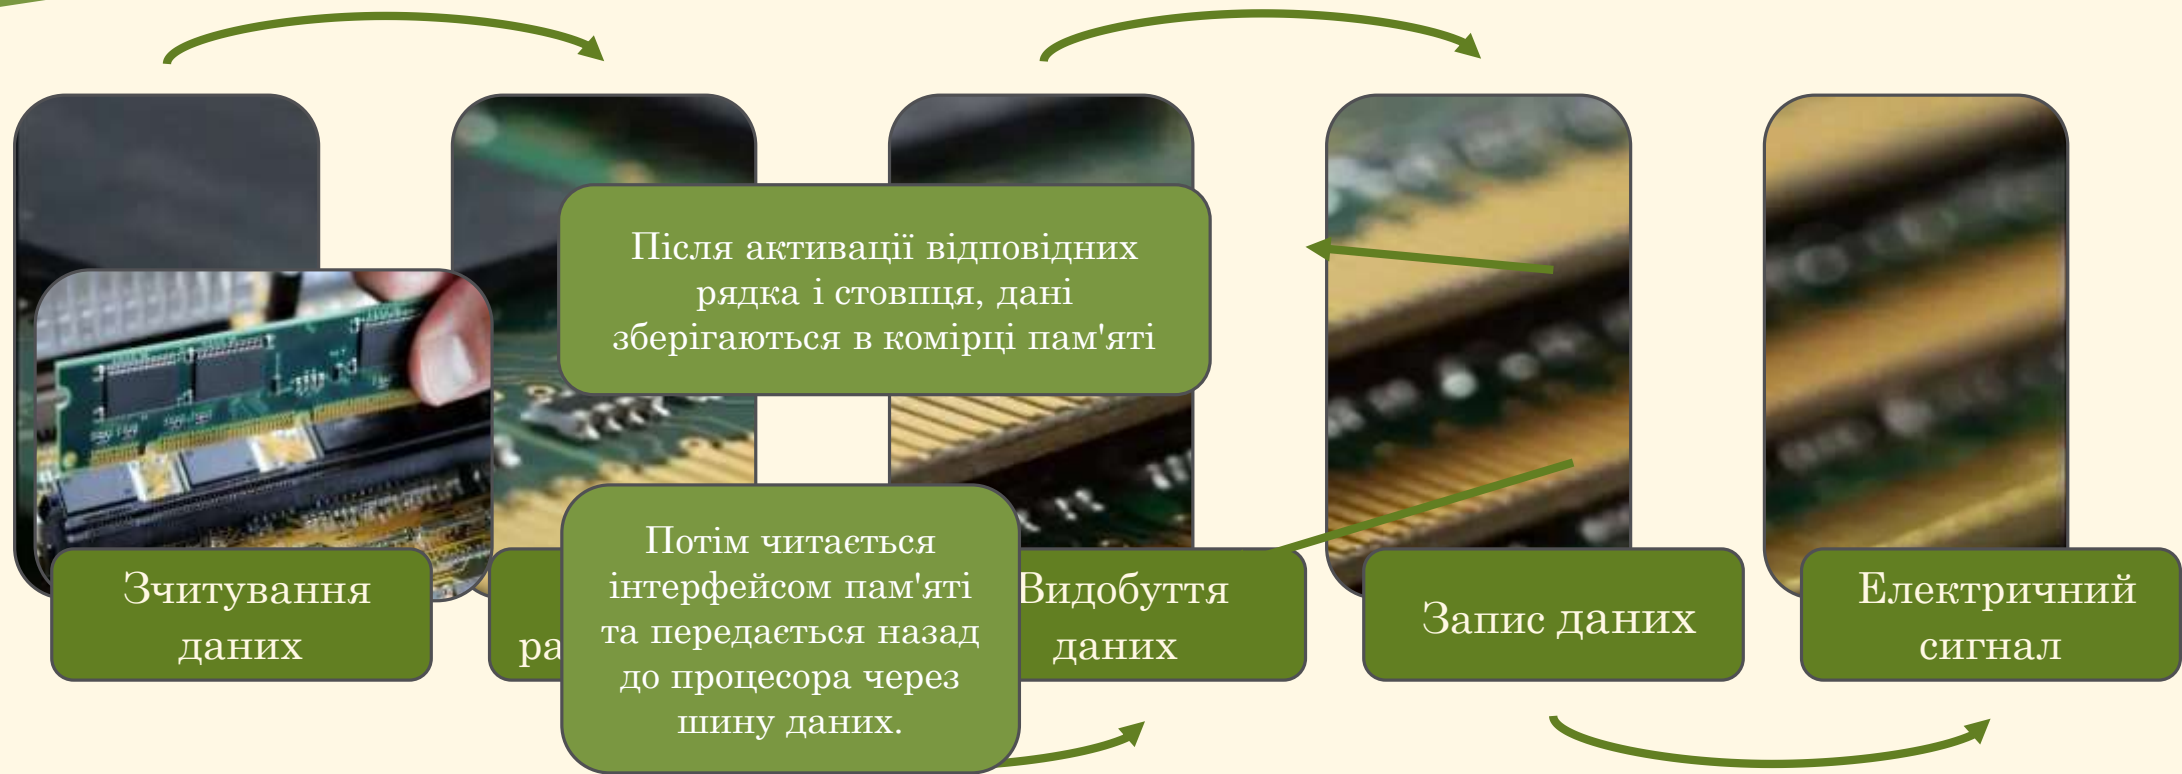 Після активації відповідних
рядка і стовпця, дані
зберігаються в комірці пам'яті
Потім читається
інтерфейсом пам'яті
та передається назад
до процесора через
шину даних.
Зчитування
даних
Видобуття
даних
Запис даних
Електричний
сигнал